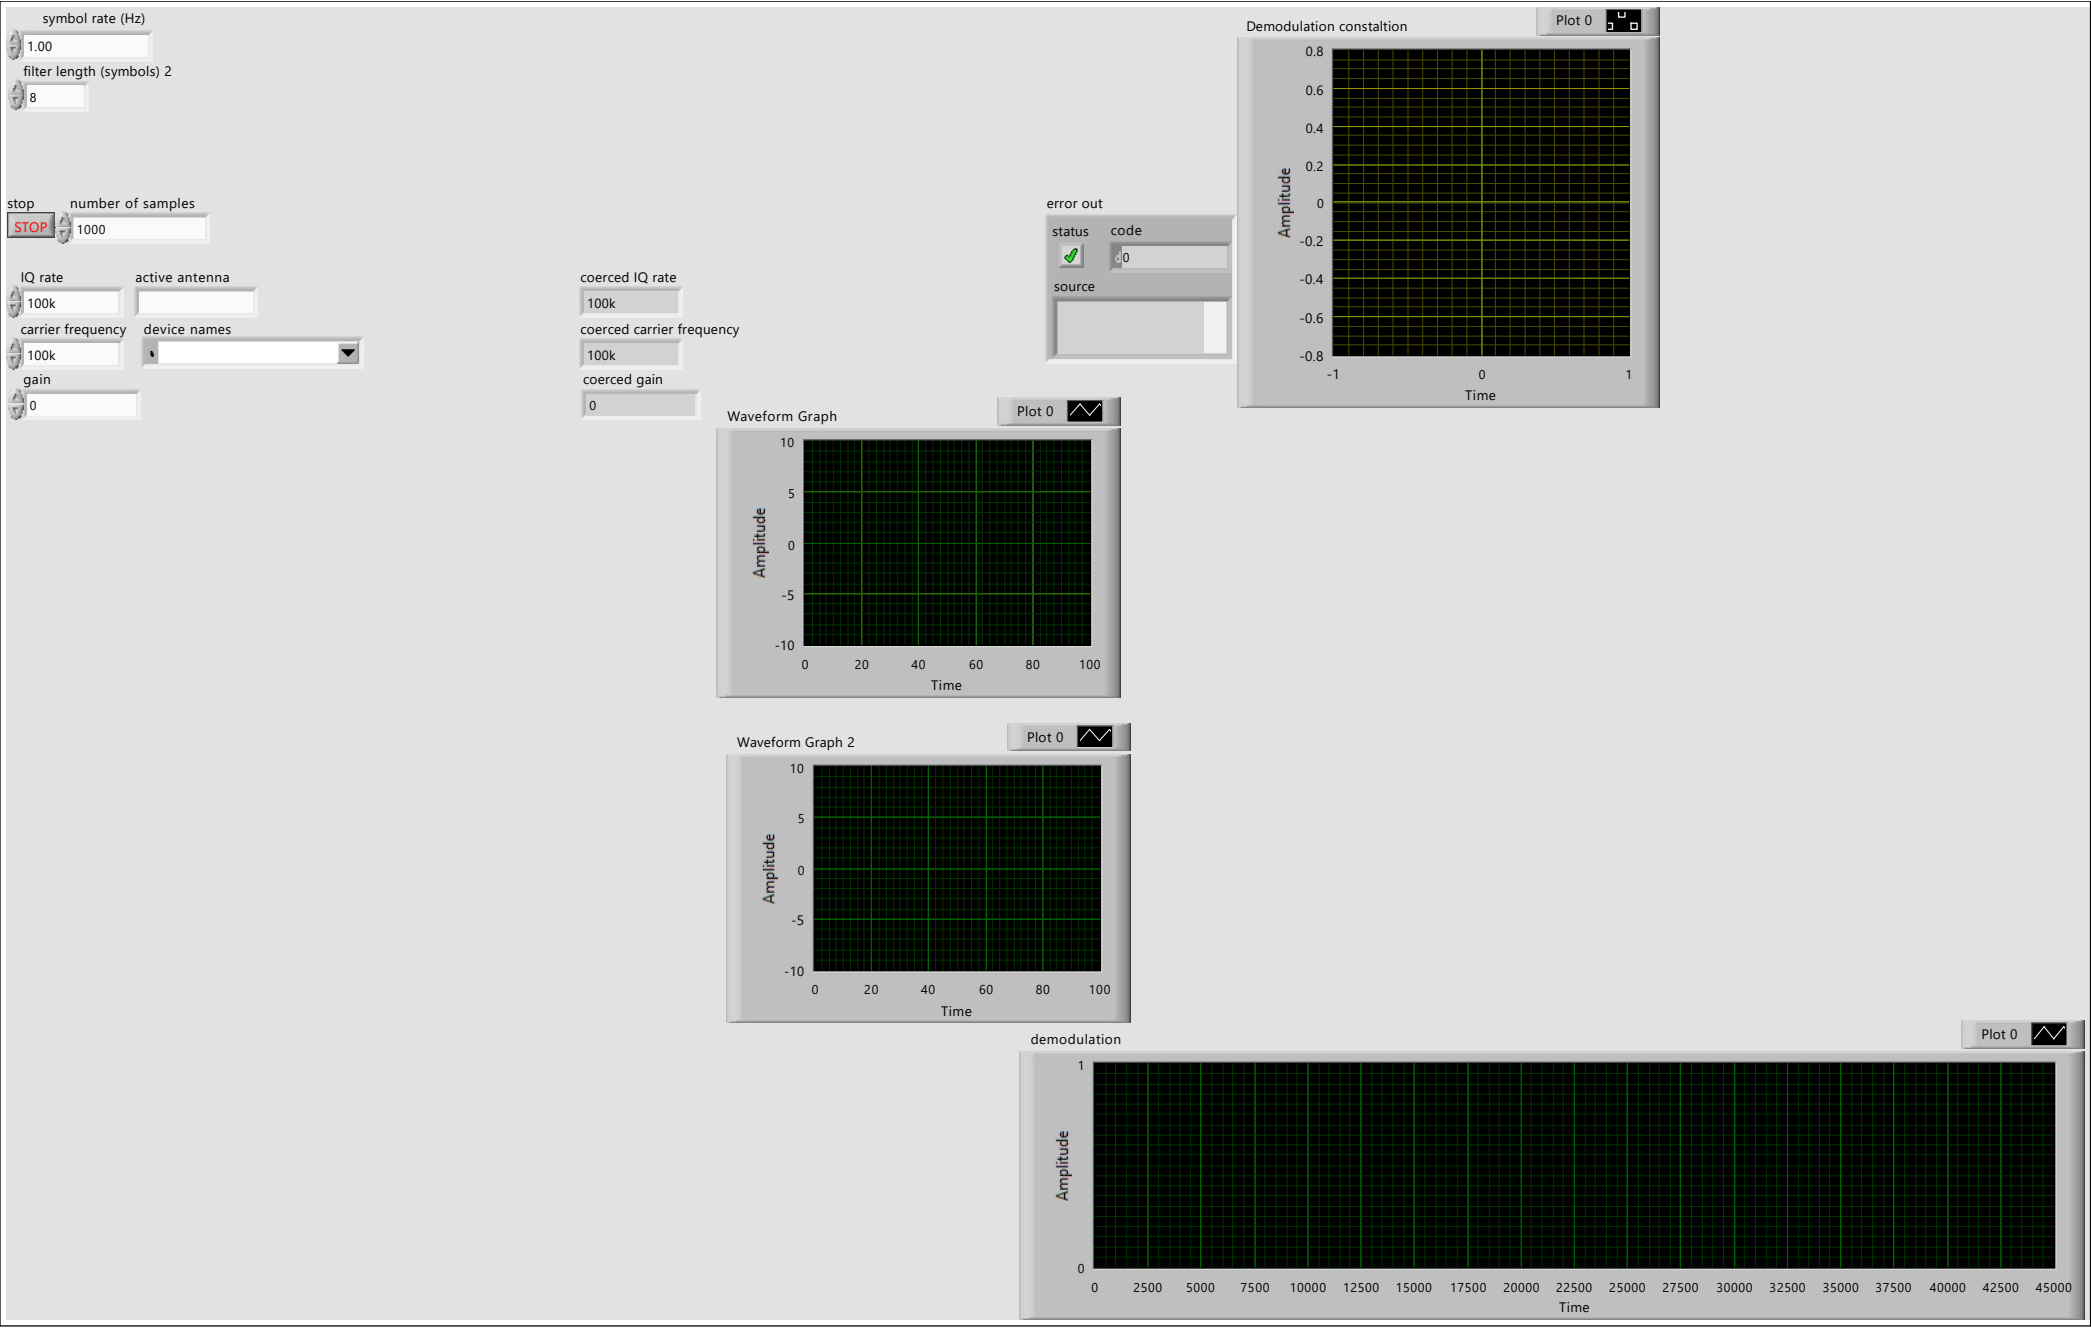 symbol rate (Hz)
1.00
filter length (symbols) 2
8
stop
STOP
number of samples
1000
IQ rate
100k
active antenna
carrier frequency
100k
device names
gain
0
coerced IQ rate
100k
coerced carrier frequency
100k
coerced gain
0
error out
status
code
0
source
Demodulation constaltion
Plot 0
0.8
0.6
0.4
0.2
0
-0.2
-0.4
-0.6
-0.8
Amplitude
-1 0 1
Time
Waveform Graph
Plot 0
10
5
0
-5
-10
Amplitude
0 20 40 60 80 100
Time
Waveform Graph 2
Plot 0
10
5
0
-5
-10
Amplitude
0 20 40 60 80 100
Time
demodulation
Plot 0
1
0
Amplitude
0 2500 5000 7500 10000 12500 15000 17500 20000 22500 25000 27500 30000 32500 35000 37500 40000 42500 45000
Time